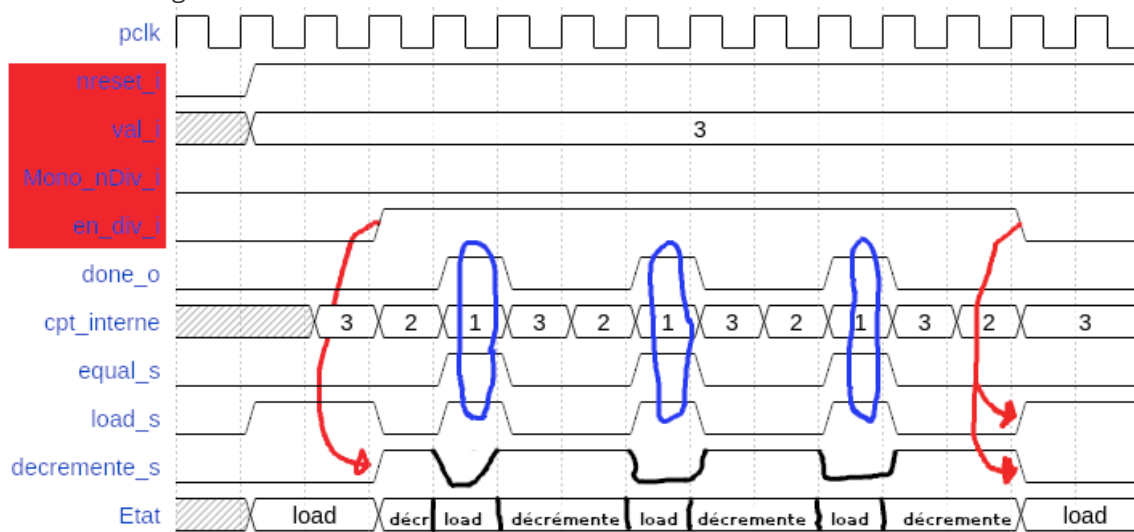 pclk
nreset_i
val_i 3
Mono_nDiv_i
en_div_i
done_o
cpt_interne 3 2 1 3 2 1 3 2 1 3 2 3
equal_s
load_s
decremente_s
Etat load décr load décrémente load décremente load décremente load